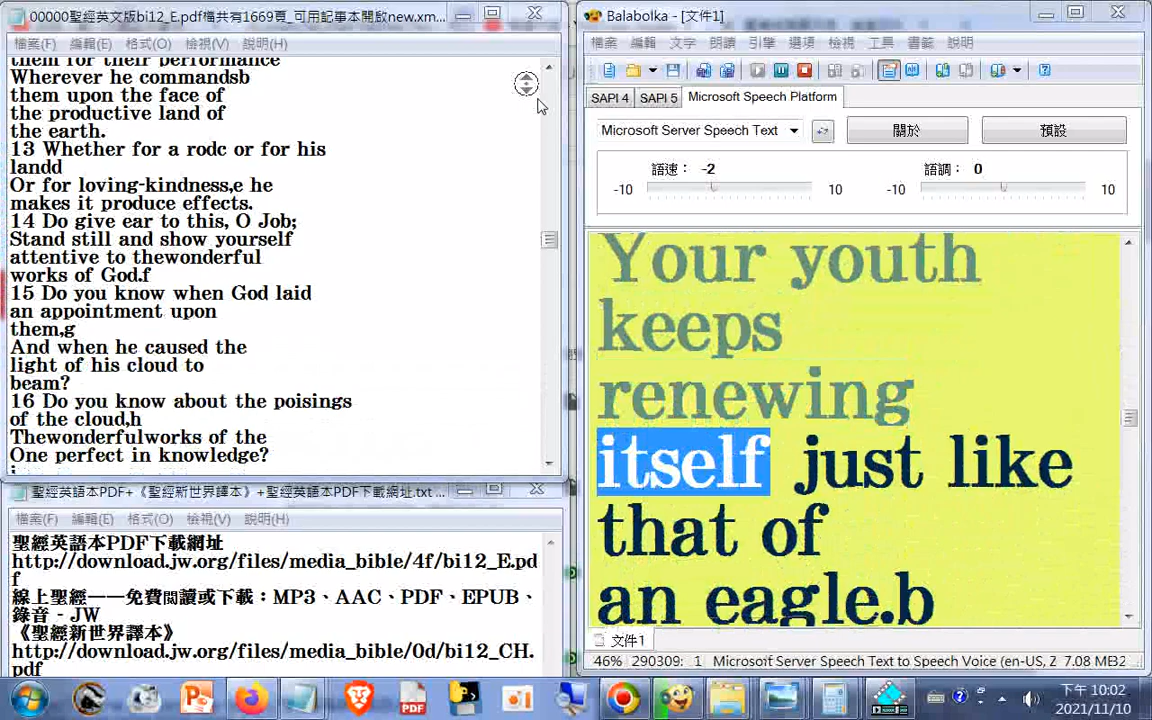 00000聖經英文版bi12_E.pdf檔共有1669頁_可用記事本開啟new.xm...
檔案(F) 編輯(E) 格式(O) 檢視(V) 說明(H)
them for their performance
Wherever he commandsb
them upon the face of
the productive land of
the earth.
13 Whether for a rodc or for his
landd
Or for loving-kindness,e he
makes it produce effects.
14 Do give ear to this, O Job;
Stand still and show yourself
attentive to thewonderful
works of God.f
15 Do you know when God laid
an appointment upon
them,g
And when he caused the
light of his cloud to
beam?
16 Do you know about the poisings
of the cloud,h
Thewonderfulworks of the
One perfect in knowledge?
聖經英語本PDF+《聖經新世界譯本》+聖經英語本PDF下載網址.txt ...
檔案(F) 編輯(E) 格式(O) 檢視(V) 說明(H)
聖經英語本PDF下載網址
http://download.jw.org/files/media_bible/4f/bi12_E.pd
f
線上聖經——免費閱讀或下載：MP3、AAC、PDF、EPUB、
錄音 - JW
《聖經新世界譯本》
http://download.jw.org/files/media_bible/0d/bi12_CH.
pdf
Balabolka - [文件1]
檔案 編輯 文字 朗讀 引擎 選項 檢視 工具 書籤 說明
SAPI 4 SAPI 5 Microsoft Speech Platform
Microsoft Server Speech Text 關於 預設
語速： -2 語調： 0
-10 10 -10 10
Your youth
keeps
renewing
itself just like
that of
an eagle.b
文件1
46% 290309: 1 Microsoft Server Speech Text to Speech Voice (en-US, Z 7.08 MB2
PDF
下午 10:02
2021/11/10